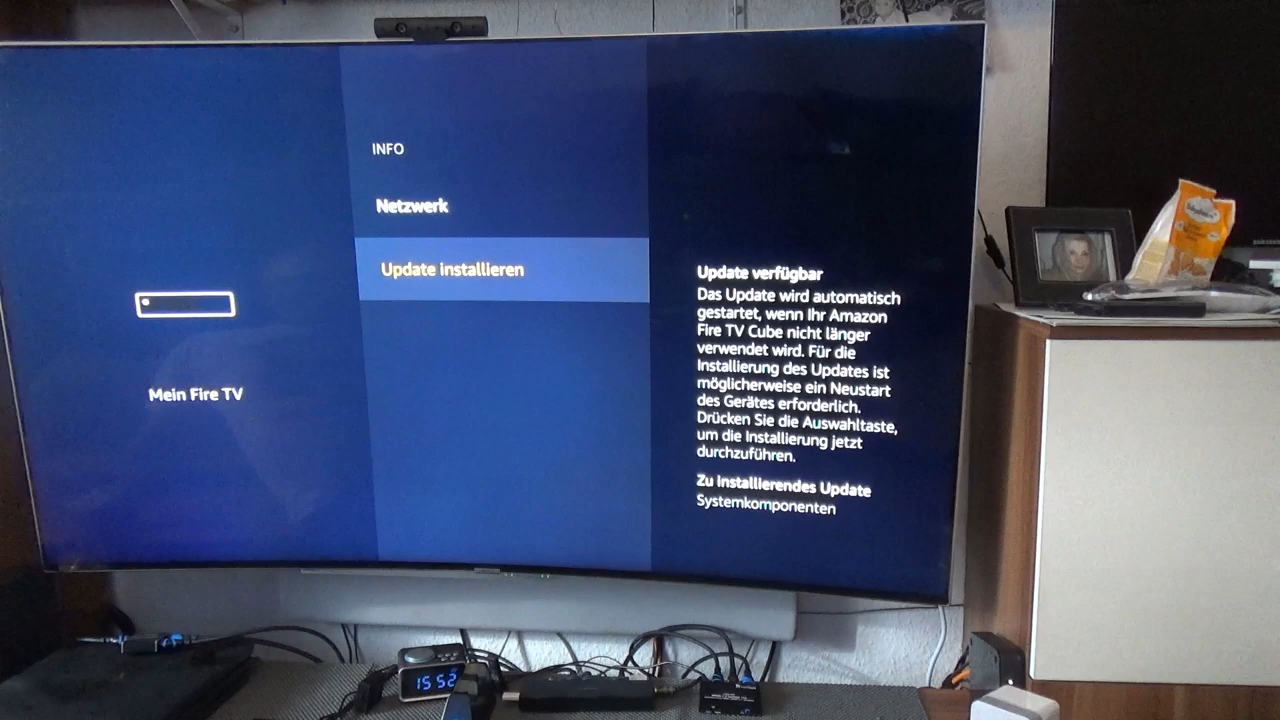 INFO
Netzwerk
Update installieren
Mein Fire TV
Update verfügbar
Das Update wird automatisch
gestartet, wenn Ihr Amazon
Fire TV Cube nicht länger
verwendet wird. Für die
Installierung des Updates ist
möglicherweise ein Neustart
des Gerätes erforderlich.
Drücken Sie die Auswahltaste,
um die Installierung jetzt
durchzuführen.
Zu Installierendes Update
Systemkomponenten
15 52